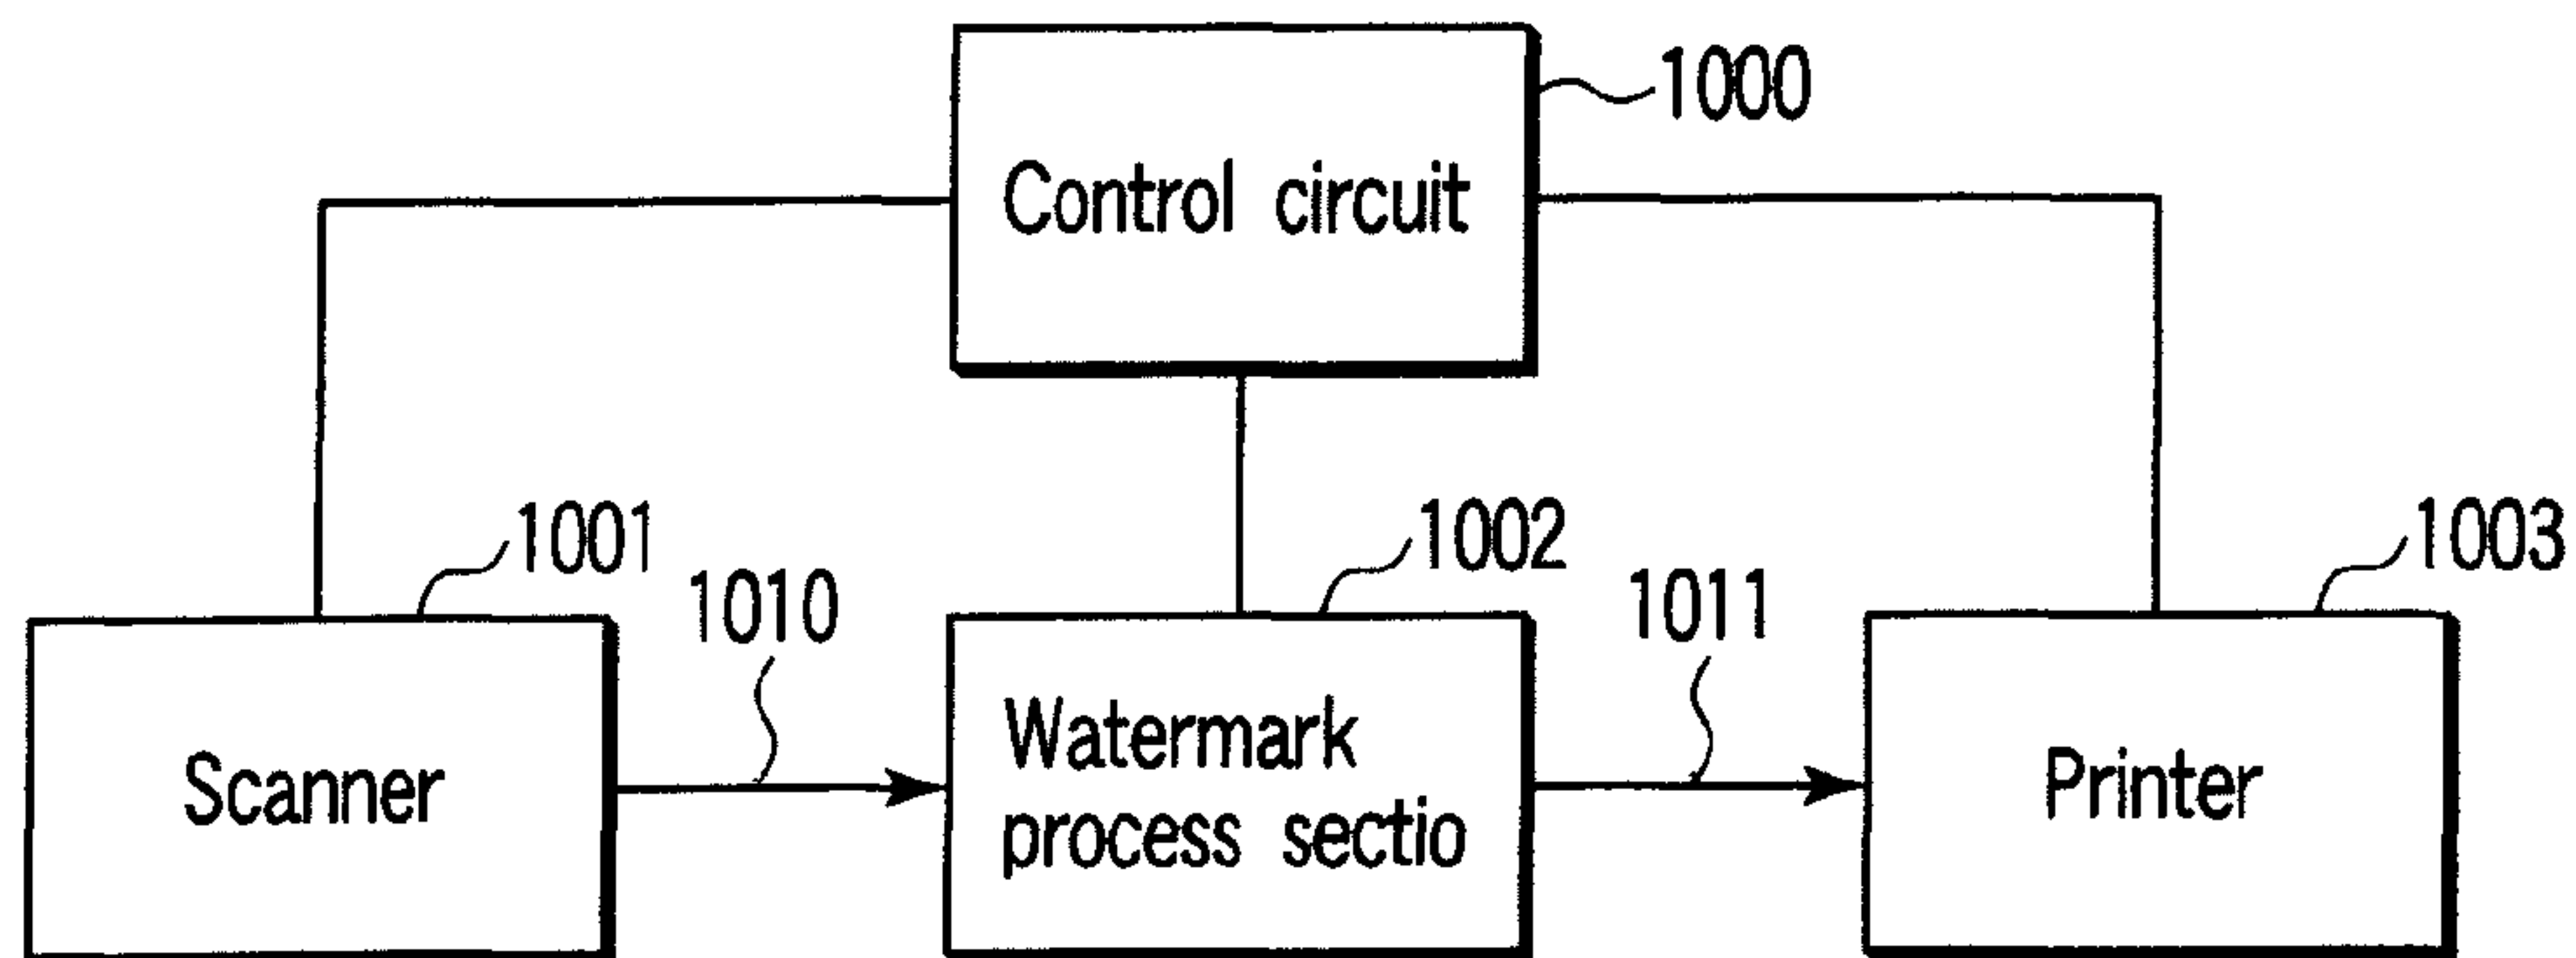 1000
Control circuit
1001
1002
1003
1010
1011
Scanner
Watermark
process sectio
Printer